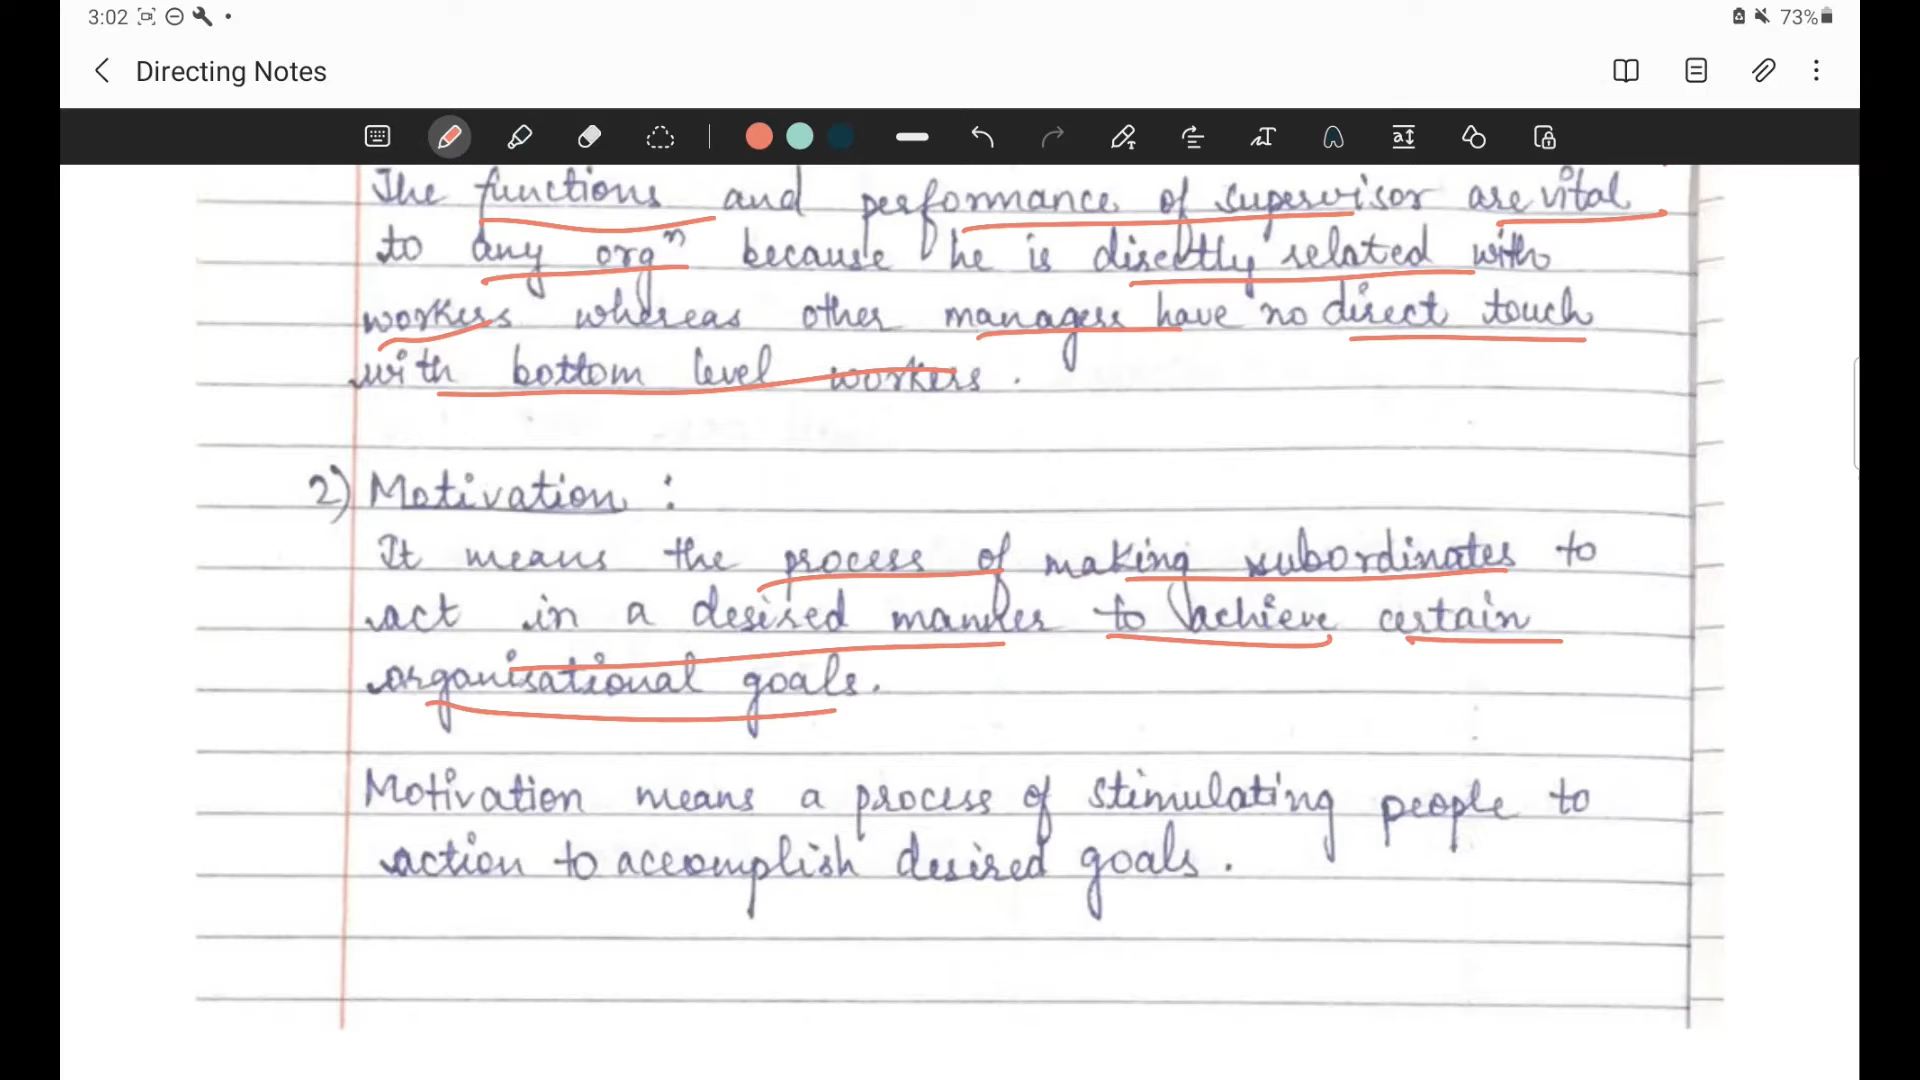 3:02
73%
Directing Notes
The functions and performance of supervisor are vital
to any orgⁿ because he is directly related with
workers whereas other managers have no direct touch
with bottom level workers.
2) Motivation :
It means the process of making subordinates to
act in a desired manner to achieve certain
organisational goals.
Motivation means a process of stimulating people to
action to accomplish desired goals.